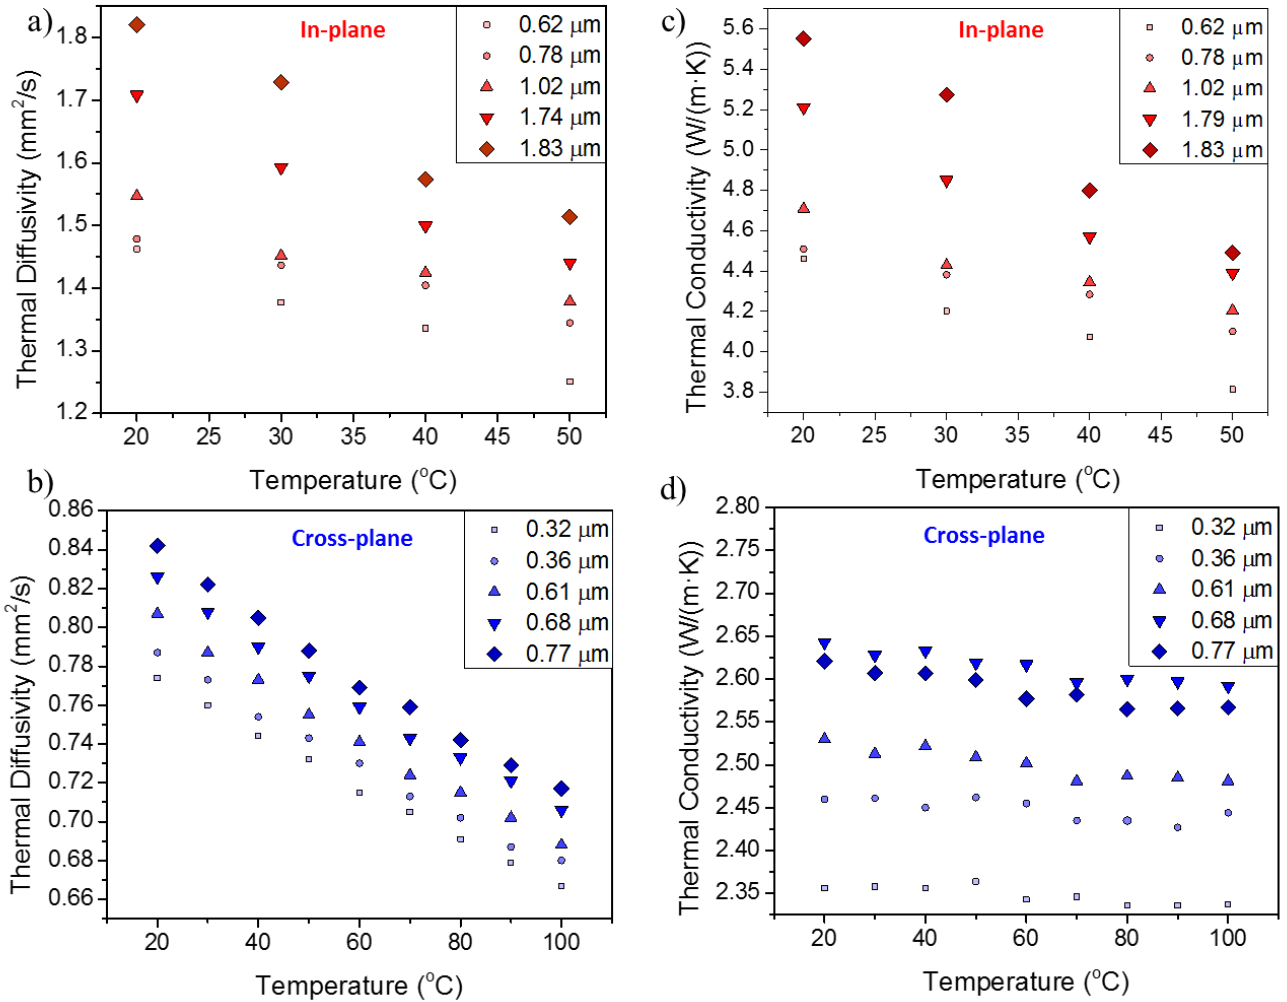 a)
In-plane
0.62 μm
0.78 μm
1.02 μm
1.74 μm
1.83 μm
Thermal Diffusivity (mm²/s)
1.8
1.7
1.6
1.5
1.4
1.3
1.2
20 25 30 35 40 45 50
Temperature (°C)
c)
In-plane
0.62 μm
0.78 μm
1.02 μm
1.79 μm
1.83 μm
Thermal Conductivity (W/(m·K))
5.6
5.4
5.2
5.0
4.8
4.6
4.4
4.2
4.0
3.8
20 25 30 35 40 45 50
Temperature (°C)
b)
Cross-plane
0.32 μm
0.36 μm
0.61 μm
0.68 μm
0.77 μm
Thermal Diffusivity (mm²/s)
0.86
0.84
0.82
0.80
0.78
0.76
0.74
0.72
0.70
0.68
0.66
20 40 60 80 100
Temperature (°C)
d)
Cross-plane
0.32 μm
0.36 μm
0.61 μm
0.68 μm
0.77 μm
Thermal Conductivity (W/(m·K))
2.80
2.75
2.70
2.65
2.60
2.55
2.50
2.45
2.40
2.35
20 40 60 80 100
Temperature (°C)